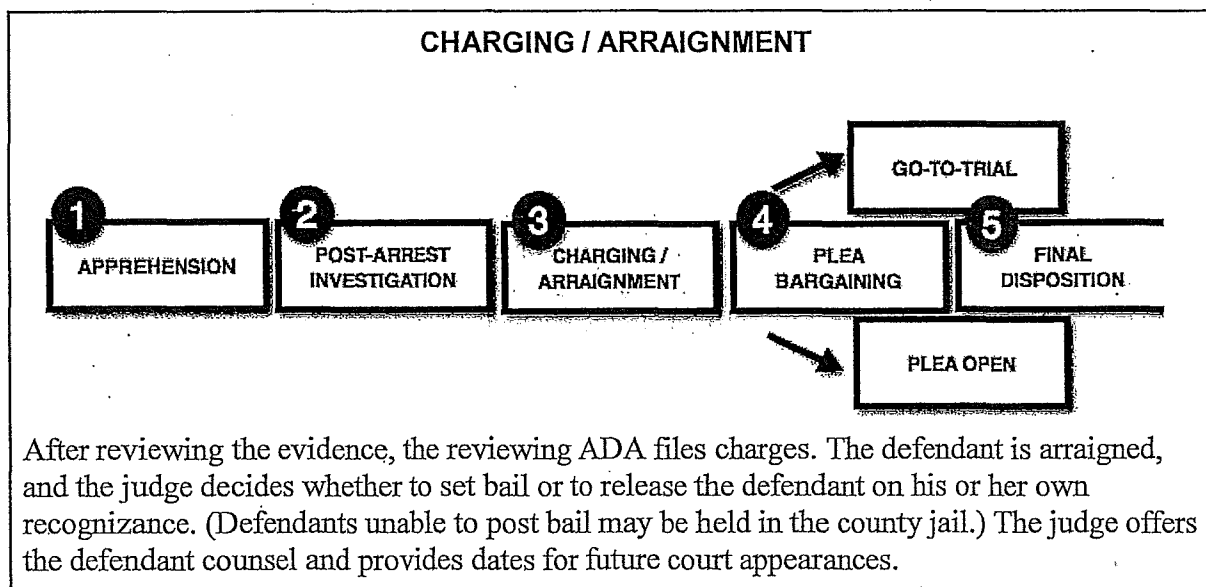 CHARGING / ARRAIGNMENT
GO-TO-TRIAL
1
2
3
4
5
APPREHENSION
POST-ARREST
INVESTIGATION
CHARGING /
ARRAIGNMENT
PLEA
BARGAINING
FINAL
DISPOSITION
PLEA OPEN
After reviewing the evidence, the reviewing ADA files charges. The defendant is arraigned,
and the judge decides whether to set bail or to release the defendant on his or her own
recognizance. (Defendants unable to post bail may be held in the county jail.) The judge offers
the defendant counsel and provides dates for future court appearances.